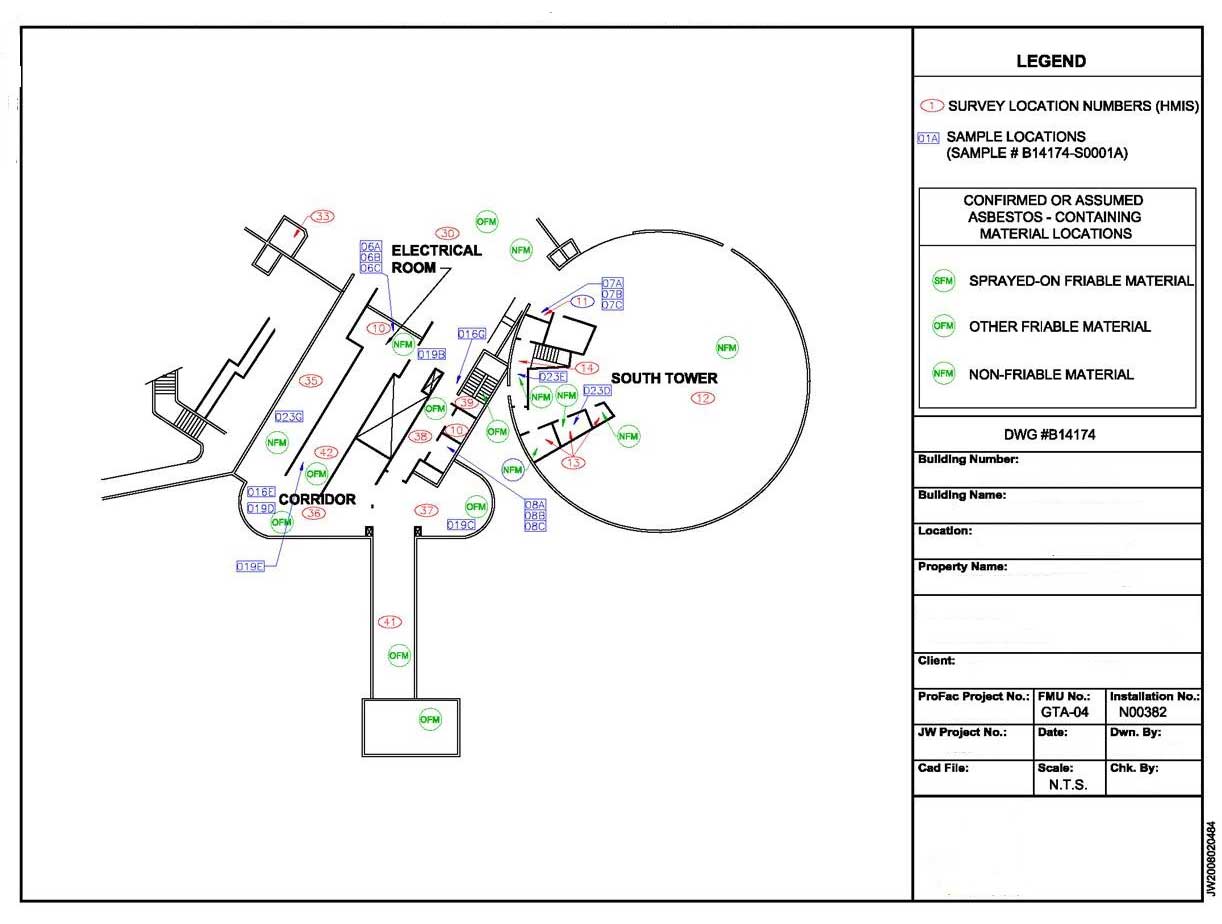 33
OFM
30
NFM
06A
06B
06C
ELECTRICAL
ROOM
07A
07B
07C
11
10
NFM
019B
016G
NFM
14
35
023E
SOUTH TOWER
023D
12
NFM
NFM
39
OFM
023G
10
OFM
38
NFM
NFM
42
13
NFM
OFM
016E
CORRIDOR
019D
36
OFM
37
OFM
019C
08A
08B
08C
019E
41
OFM
OFM
LEGEND
1 SURVEY LOCATION NUMBERS (HMIS)
01A SAMPLE LOCATIONS
(SAMPLE # B14174-S0001A)
CONFIRMED OR ASSUMED
ASBESTOS - CONTAINING
MATERIAL LOCATIONS
SFM SPRAYED-ON FRIABLE MATERIAL
OFM OTHER FRIABLE MATERIAL
NFM NON-FRIABLE MATERIAL
DWG #B14174
Building Number:
Building Name:
Location:
Property Name:
Client:
ProFac Project No.: FMU No.: Installation No.:
GTA-04 N00382
JW Project No.: Date: Dwn. By:
Cad File: Scale: Chk. By:
N.T.S.
JW2008020484